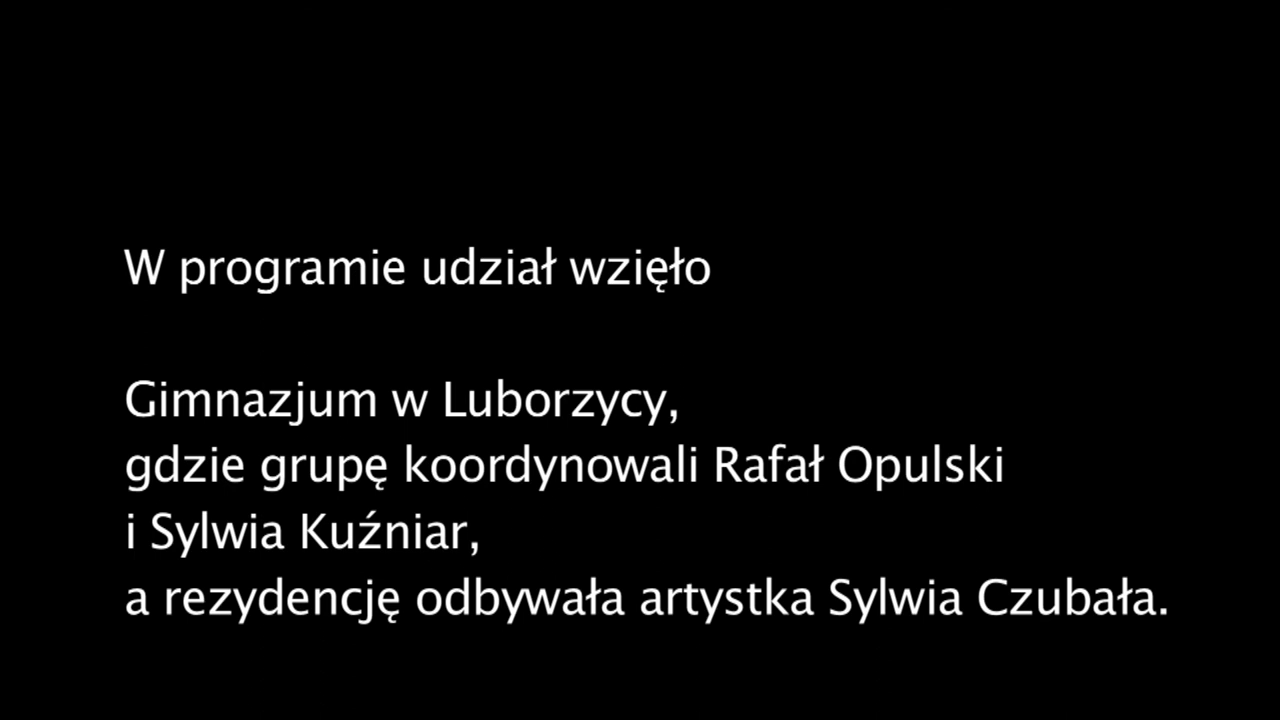 W programie udział wzięło
Gimnazjum w Luborzycy,
gdzie grupę koordynowali Rafał Opulski
i Sylwia Kuźniar,
a rezydencję odbywała artystka Sylwia Czubała.